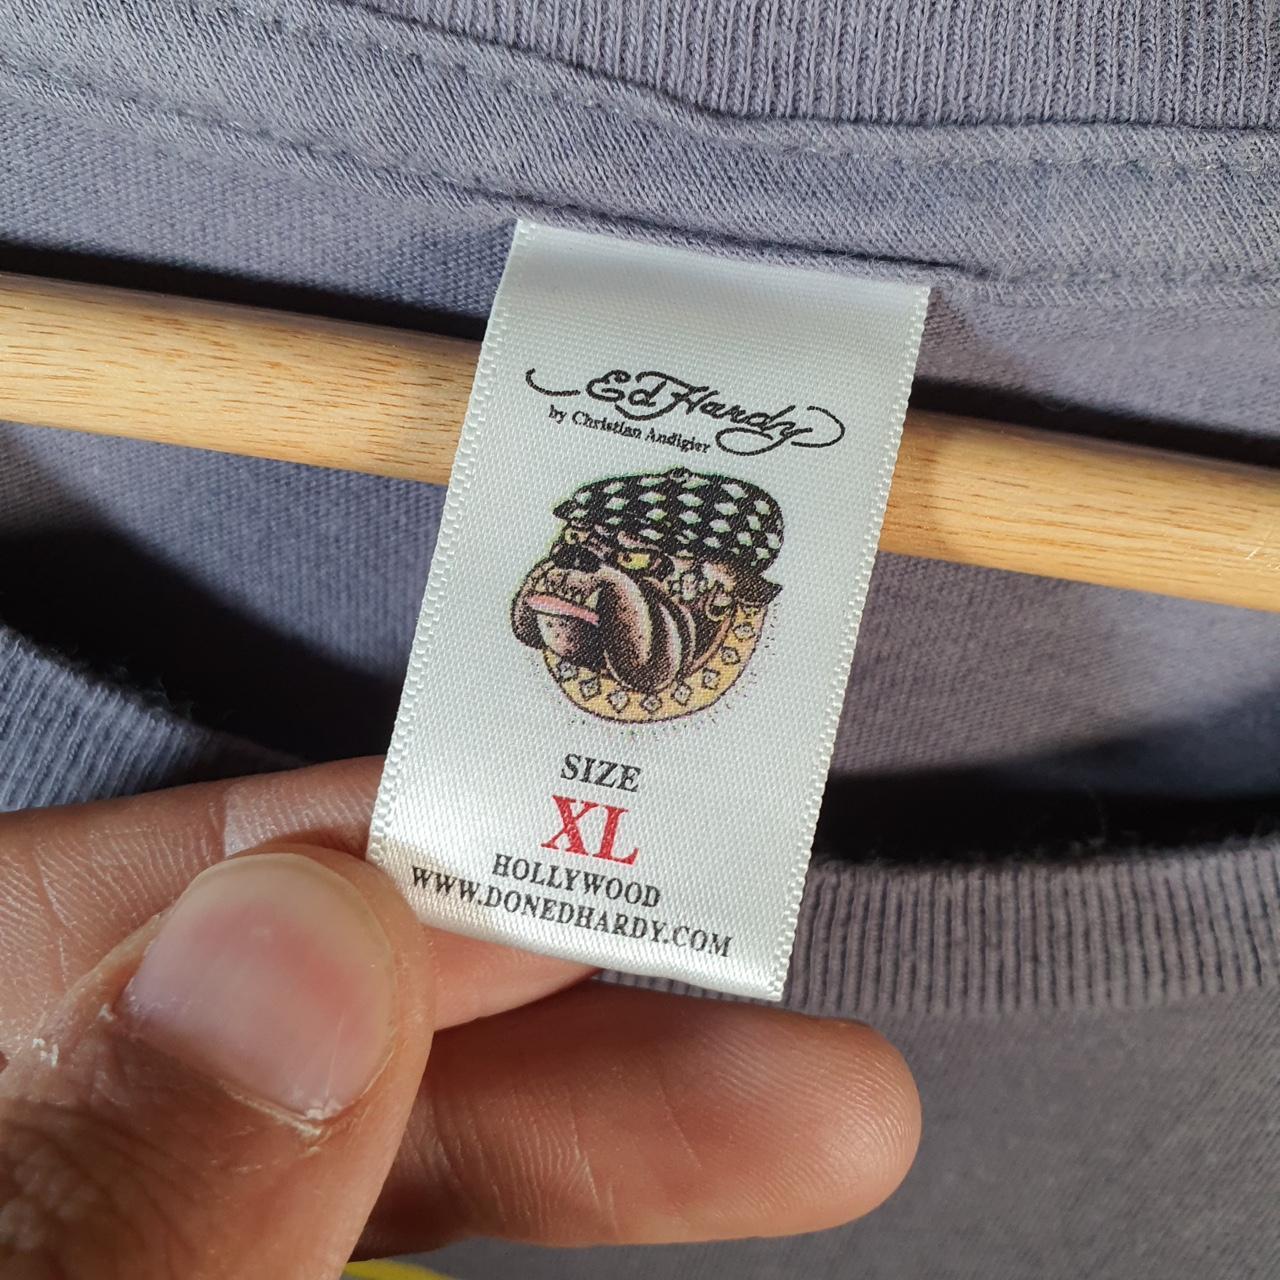 Ed Hardy
by Christian Audigier
SIZE
XL
HOLLYWOOD
WWW.DONEDHARDY.COM